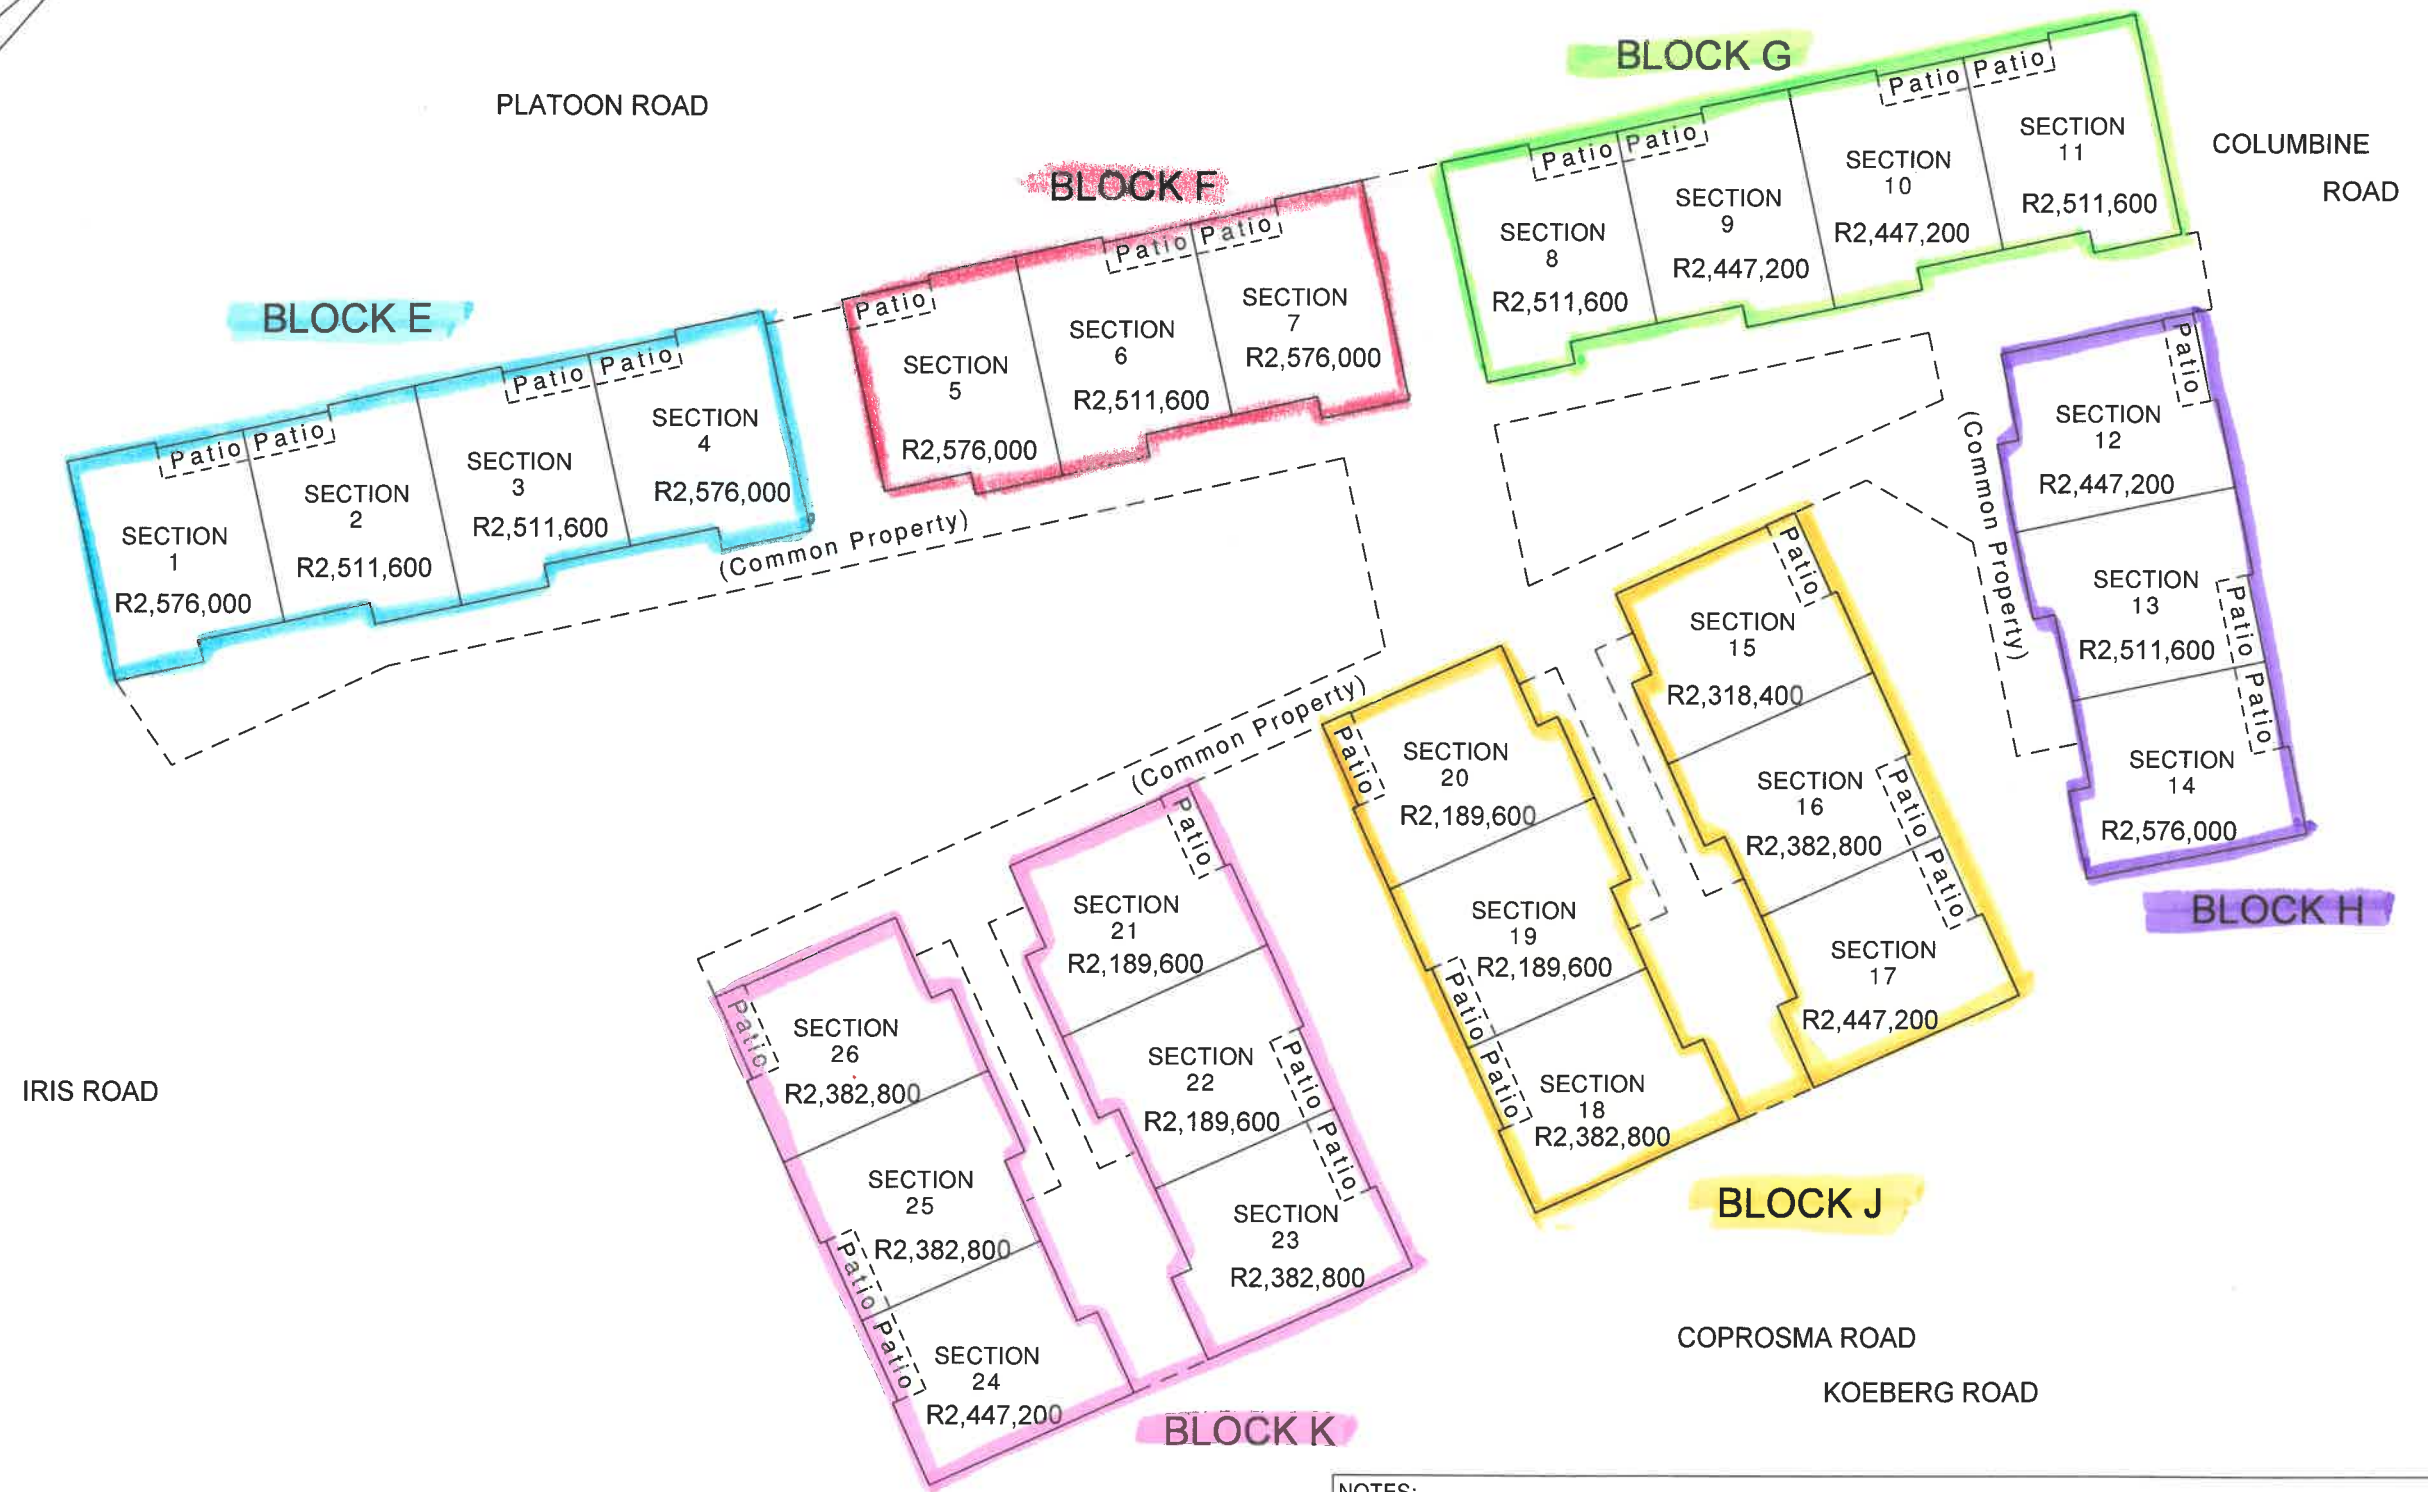 PLATOON ROAD
BLOCK E
Patio
Patio
Patio
Patio
SECTION
1
R2,576,000
SECTION
2
R2,511,600
SECTION
3
R2,511,600
SECTION
4
R2,576,000
(Common Property)
BLOCK F
Patio
Patio
Patio
SECTION
5
R2,576,000
SECTION
6
R2,511,600
SECTION
7
R2,576,000
BLOCK G
Patio
Patio
Patio
Patio
SECTION
8
R2,511,600
SECTION
9
R2,447,200
SECTION
10
R2,447,200
SECTION
11
R2,511,600
COLUMBINE
ROAD
Patio
SECTION
12
R2,447,200
(Common Property)
SECTION
13
R2,511,600
Patio
Patio
SECTION
14
R2,576,000
BLOCK H
Patio
SECTION
15
R2,318,400
SECTION
16
R2,382,800
Patio
Patio
SECTION
17
R2,447,200
(Common Property)
Patio
SECTION
20
R2,189,600
SECTION
19
R2,189,600
Patio
Patio
SECTION
18
R2,382,800
BLOCK J
Patio
SECTION
21
R2,189,600
SECTION
22
R2,189,600
Patio
Patio
SECTION
23
R2,382,800
Patio
SECTION
26
R2,382,800
SECTION
25
R2,382,800
Patio
Patio
SECTION
24
R2,447,200
BLOCK K
IRIS ROAD
COPROSMA ROAD
KOEBERG ROAD
NOTES: